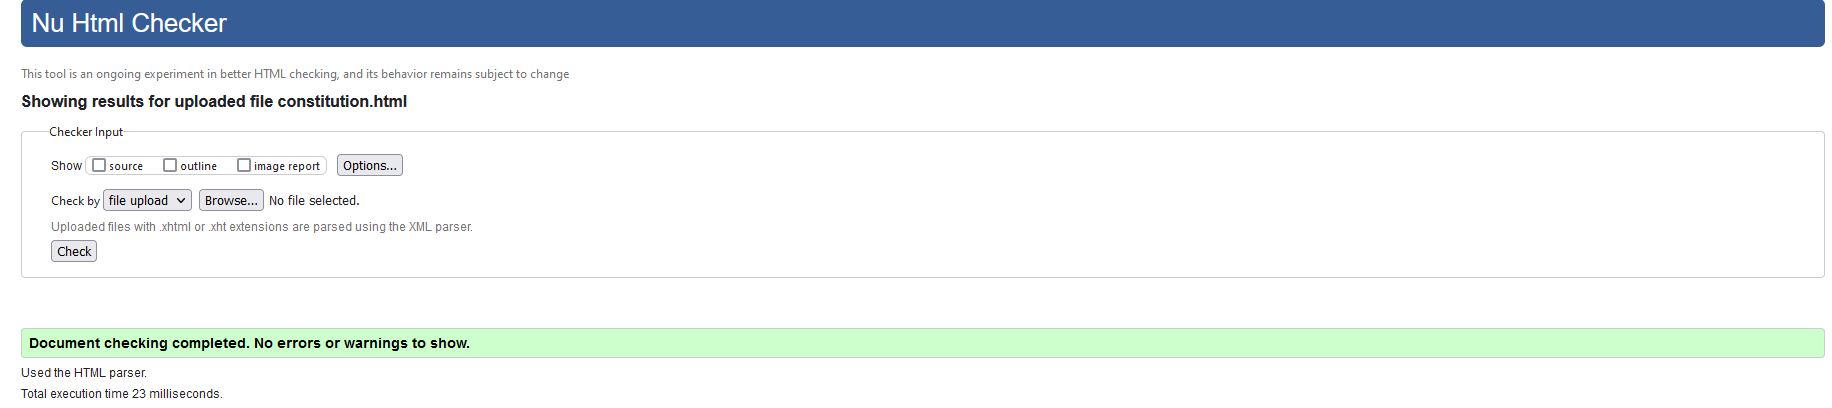 Nu Html Checker
This tool is an ongoing experiment in better HTML checking, and its behavior remains subject to change
Showing results for uploaded file constitution.html
Checker Input
Show source outline image report Options...
Check by file upload Browse... No file selected.
Uploaded files with .xhtml or .xht extensions are parsed using the XML parser.
Check
Document checking completed. No errors or warnings to show.
Used the HTML parser.
Total execution time 23 milliseconds.